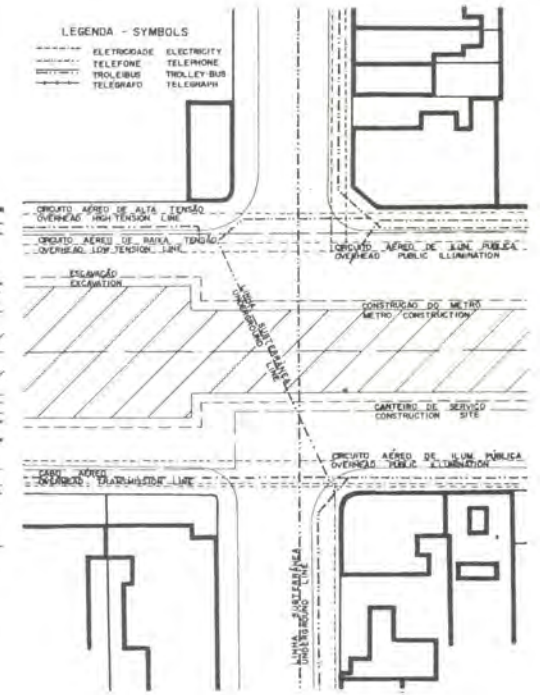 LEGENDA - SYMBOLS
ELETRICIDADE ELECTRICITY
TELEFONE TELEPHONE
TROLEIBUS TROLLEY-BUS
TELEGRAFO TELEGRAPH
CIRCUITO AÉREO DE ALTA TENSÃO
OVERHEAD HIGH TENSION LINE
CIRCUITO AÉREO DE BAIXA TENSÃO
OVERHEAD LOW TENSION LINE
CIRCUITO AÉREO DE ILUM. PÚBLICA
OVERHEAD PUBLIC ILLUMINATION
ESCAVAÇÃO
EXCAVATION
LINHA SUBTERRÂNEA
UNDERGROUND LINE
CONSTRUÇÃO DO METRÔ
METRO CONSTRUCTION
CANTEIRO DE SERVIÇO
CONSTRUCTION SITE
CIRCUITO AÉREO DE ILUM. PÚBLICA
OVERHEAD PUBLIC ILLUMINATION
CABO AÉREO
OVERHEAD TRANSMISSION LINE
LINHA SUBTERRÂNEA
UNDERGROUND LINE